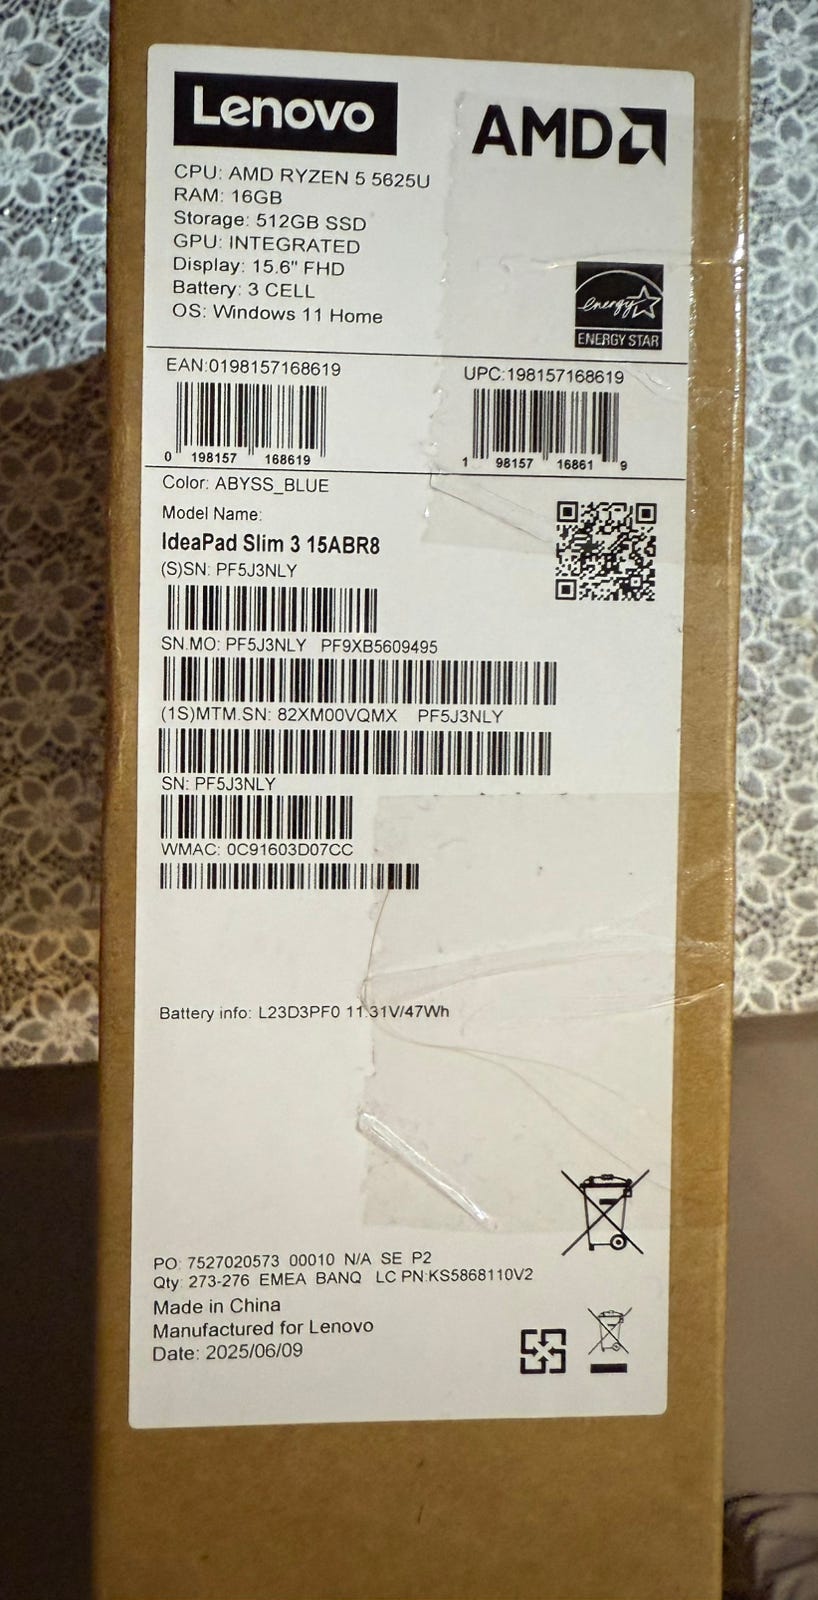 Lenovo
AMD
CPU: AMD RYZEN 5 5625U
RAM: 16GB
Storage: 512GB SSD
GPU: INTEGRATED
Display: 15.6" FHD
Battery: 3 CELL
OS: Windows 11 Home
energy
ENERGY STAR
EAN:0198157168619
UPC:198157168619
0 198157 168619
1 98157 16861 9
Color: ABYSS_BLUE
Model Name:
IdeaPad Slim 3 15ABR8
(S)SN: PF5J3NLY
SN.MO: PF5J3NLY PF9XB5609495
(1S)MTM.SN: 82XM00VQMX PF5J3NLY
SN: PF5J3NLY
WMAC: 0C91603D07CC
Battery info: L23D3PF0 11.31V/47Wh
PO: 7527020573 00010 N/A SE P2
Qty: 273-276 EMEA BANQ LC PN:KS5868110V2
Made in China
Manufactured for Lenovo
Date: 2025/06/09